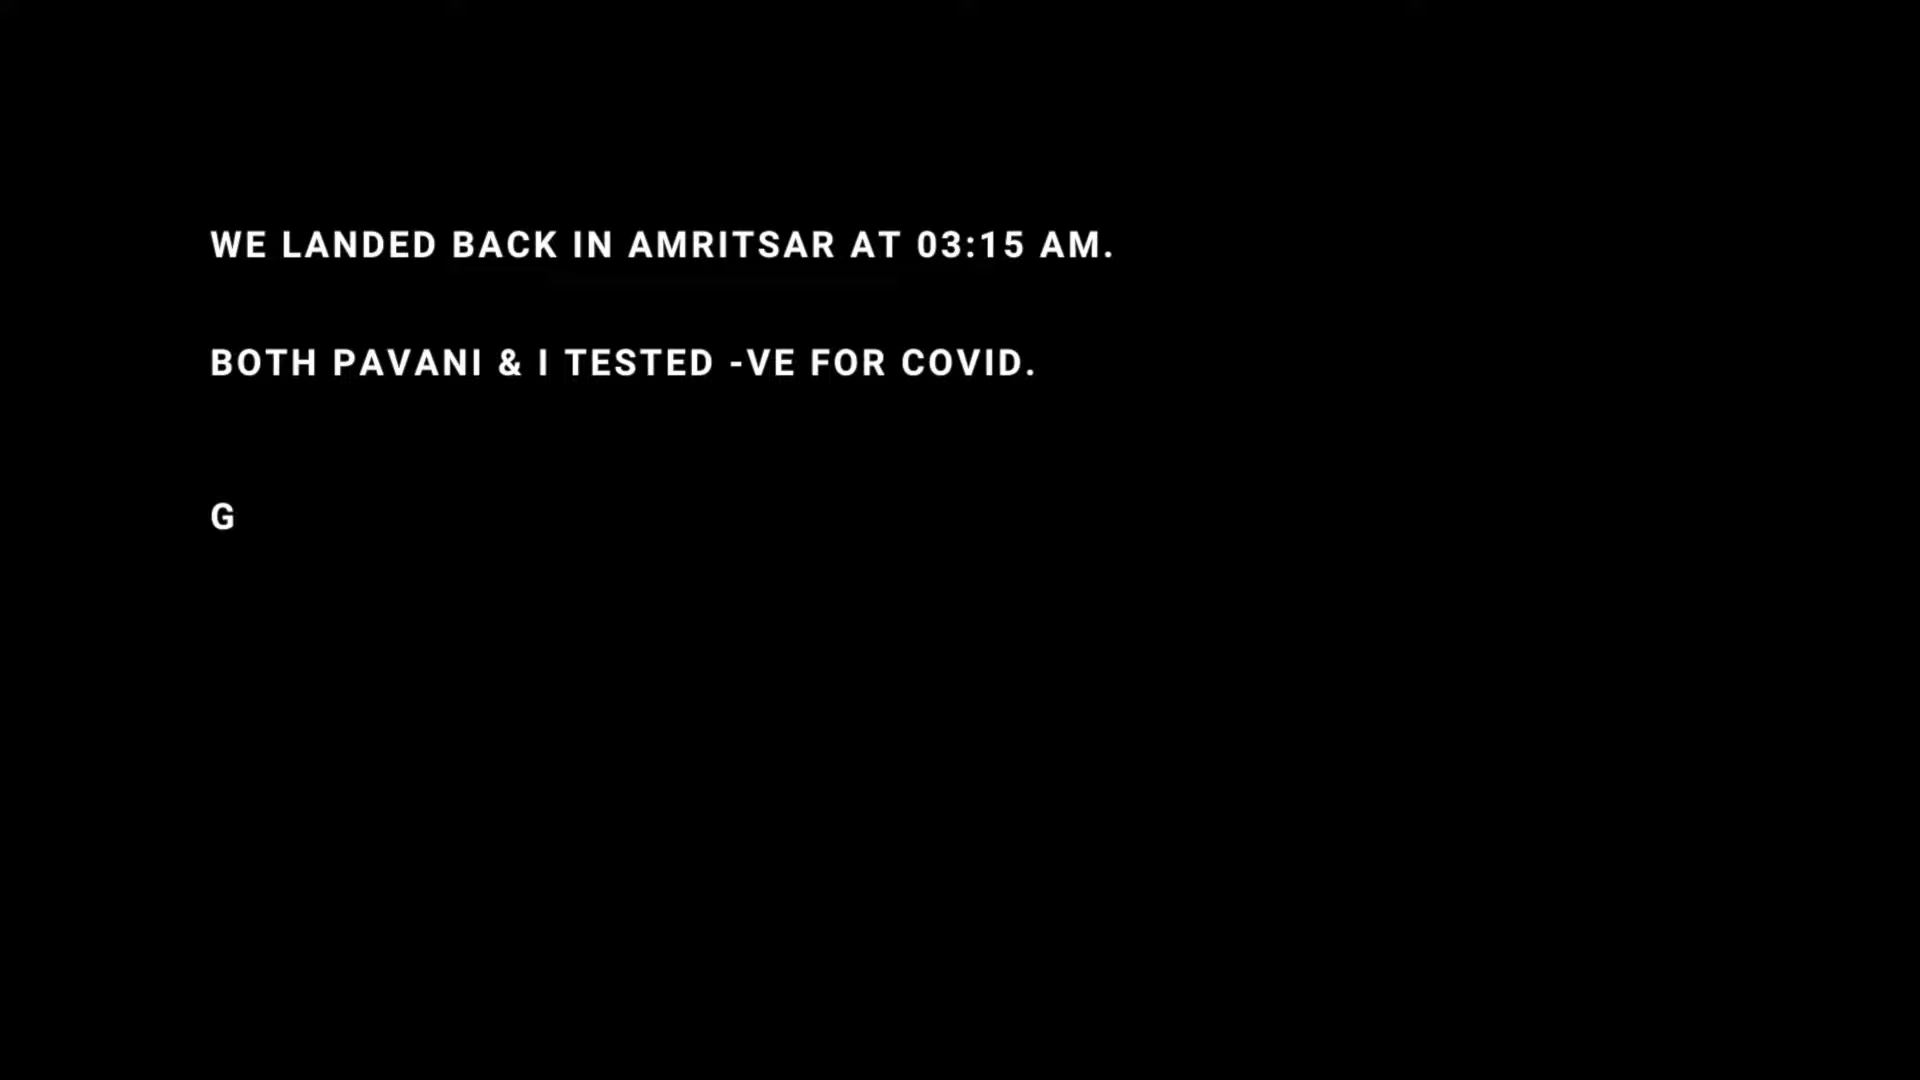 WE LANDED BACK IN AMRITSAR AT 03:15 AM.
BOTH PAVANI & I TESTED -VE FOR COVID.
G